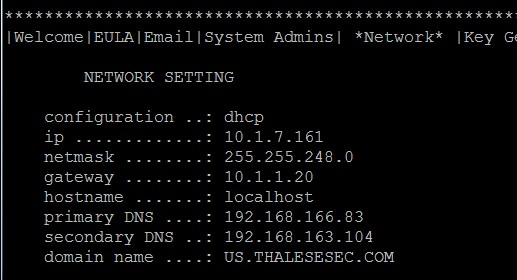 ****************************************************
|Welcome|EULA|Email|System Admins| *Network* |Key Ge
NETWORK SETTING
configuration ..: dhcp
ip .............: 10.1.7.161
netmask ........: 255.255.248.0
gateway ........: 10.1.1.20
hostname .......: localhost
primary DNS ....: 192.168.166.83
secondary DNS ..: 192.168.163.104
domain name ....: US.THALESESEC.COM